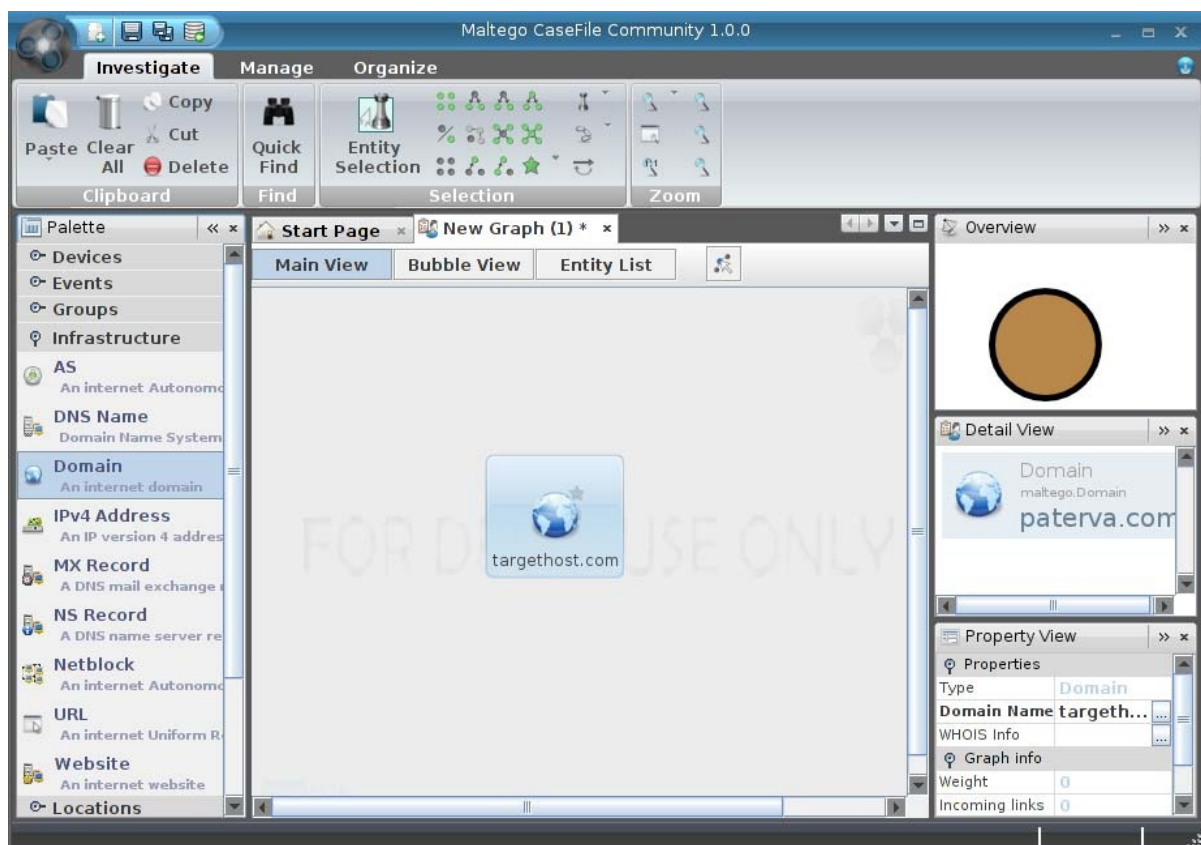 Maltego CaseFile Community 1.0.0
Investigate Manage Organize
Paste
Clear All
Copy
Cut
Delete
Clipboard
Quick Find
Find
Entity Selection
Selection
Zoom
Palette
Devices
Events
Groups
Infrastructure
AS
An internet Autonomo
DNS Name
Domain Name System
Domain
An internet domain
IPv4 Address
An IP version 4 addres
MX Record
A DNS mail exchange
NS Record
A DNS name server re
Netblock
An internet Autonomo
URL
An internet Uniform R
Website
An internet website
Locations
Start Page
New Graph (1) *
Main View Bubble View Entity List
FOR D USE ONLY
targethost.com
Overview
Detail View
Domain
maltego.Domain
paterva.com
Property View
Properties
Type Domain
Domain Name targeth... ...
WHOIS Info ...
Graph info
Weight 0
Incoming links 0